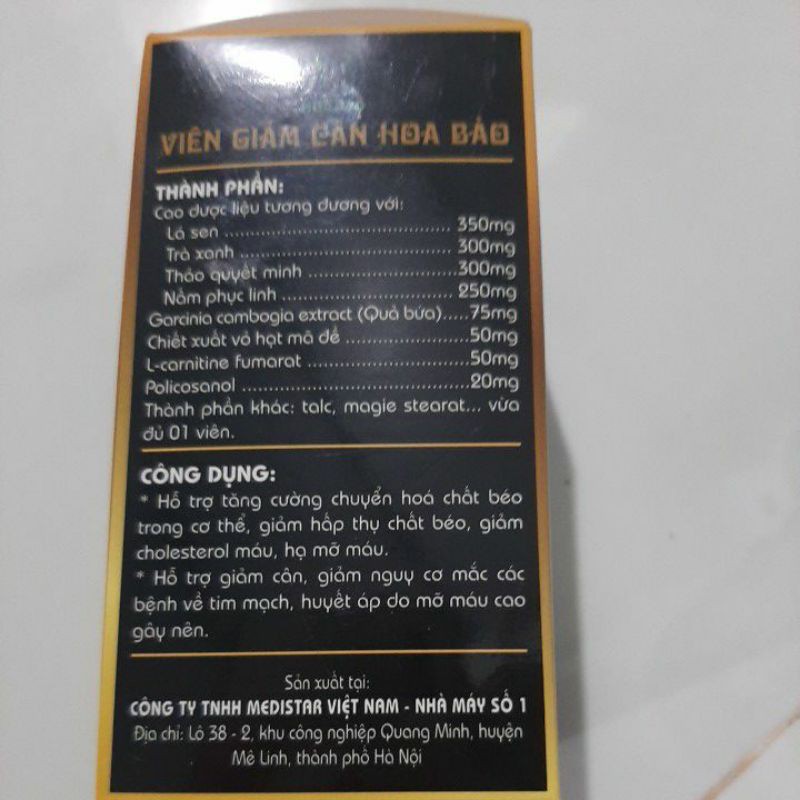 VIÊN GIẢM CÂN HOA BẢO
THÀNH PHẦN:
Cao dược liệu tương đương với:
Lá sen ........................................ 350mg
Trà xanh ..................................... 300mg
Thảo quyết minh ......................... 300mg
Nấm phục linh ............................. 250mg
Garcinia cambogia extract (Quả bứa).....75mg
Chiết xuất vỏ hạt mã đề ..................... 50mg
L-carnitine fumarat ........................... 50mg
Policosanol ....................................... 20mg
Thành phần khác: talc, magie stearat... vừa
đủ 01 viên.
CÔNG DỤNG:
* Hỗ trợ tăng cường chuyển hoá chất béo
trong cơ thể, giảm hấp thụ chất béo, giảm
cholesterol máu, hạ mỡ máu.
* Hỗ trợ giảm cân, giảm nguy cơ mắc các
bệnh về tim mạch, huyết áp do mỡ máu cao
gây nên.
Sản xuất tại:
CÔNG TY TNHH MEDISTAR VIỆT NAM - NHÀ MÁY SỐ 1
Địa chỉ: Lô 38 - 2, khu công nghiệp Quang Minh, huyện
Mê Linh, thành phố Hà Nội